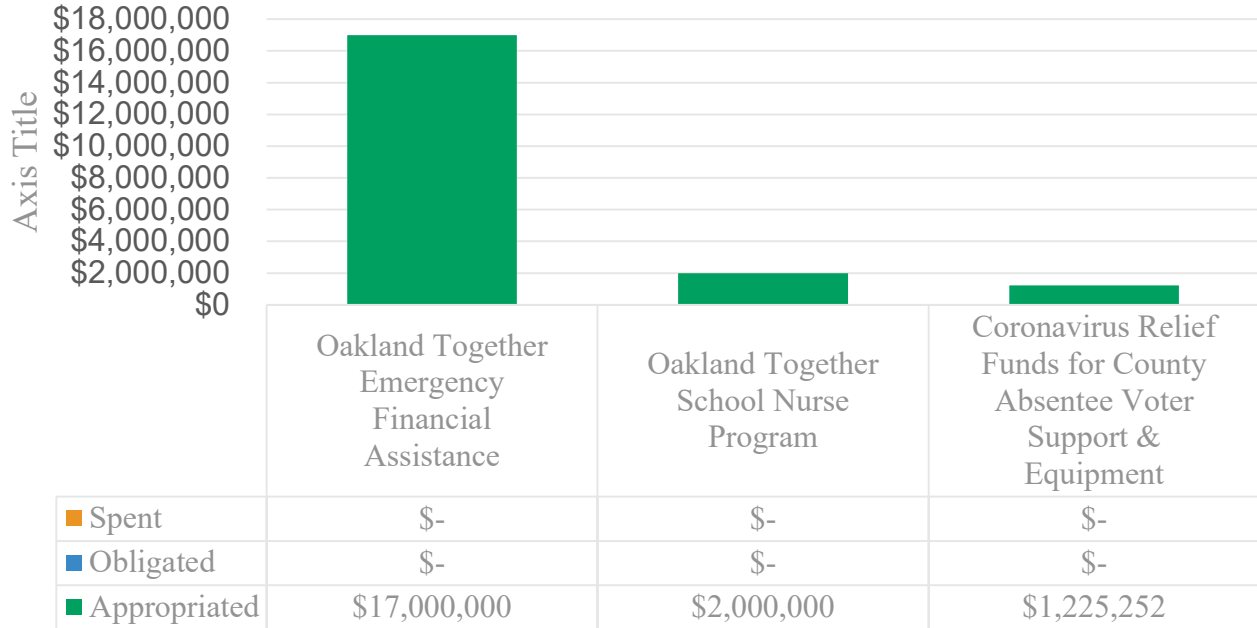 $18,000,000
$16,000,000
$14,000,000
$12,000,000
$10,000,000
$8,000,000
$6,000,000
$4,000,000
$2,000,000
$0
Axis Title
Oakland Together
Emergency
Financial
Assistance
Oakland Together
School Nurse
Program
Coronavirus Relief
Funds for County
Absentee Voter
Support &
Equipment
Spent $- $- $-
Obligated $- $- $-
Appropriated $17,000,000 $2,000,000 $1,225,252